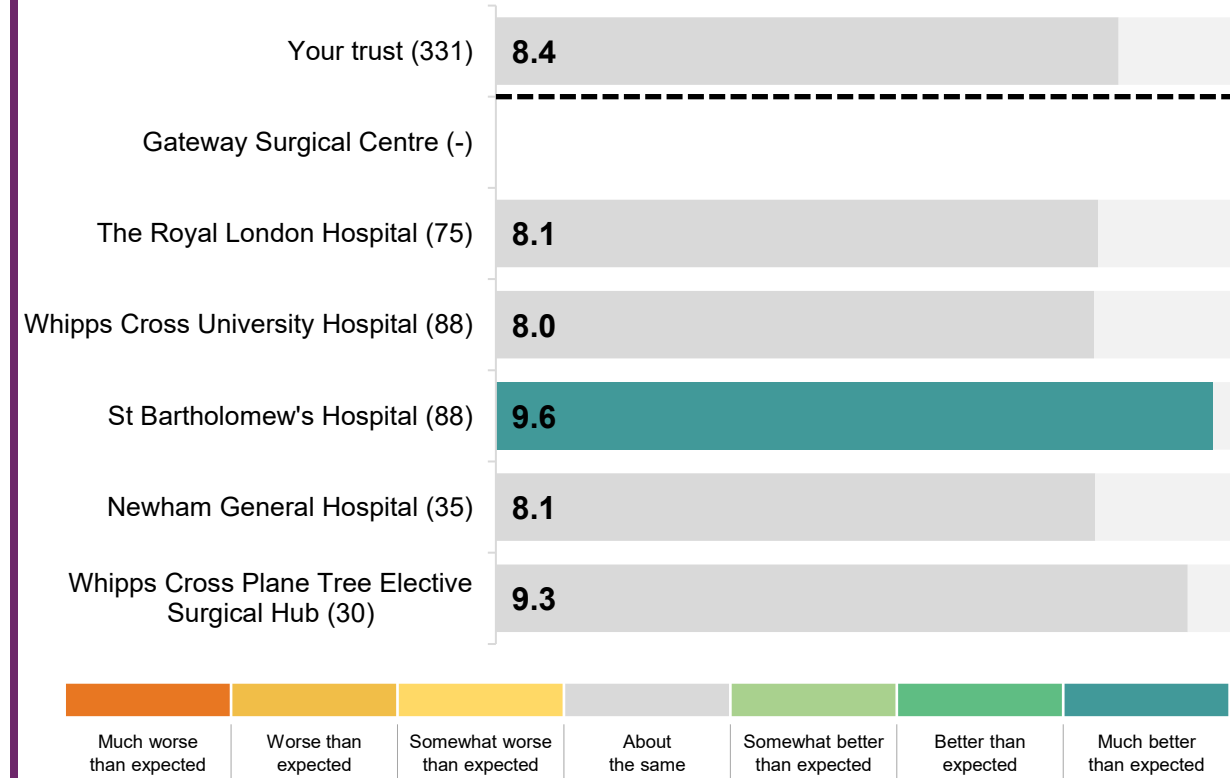 Your trust (331) 8.4
Gateway Surgical Centre (-)
The Royal London Hospital (75) 8.1
Whipps Cross University Hospital (88) 8.0
St Bartholomew's Hospital (88) 9.6
Newham General Hospital (35) 8.1
Whipps Cross Plane Tree Elective
Surgical Hub (30)
9.3
Much worse
than expected
Worse than
expected
Somewhat worse
than expected
About
the same
Somewhat better
than expected
Better than
expected
Much better
than expected